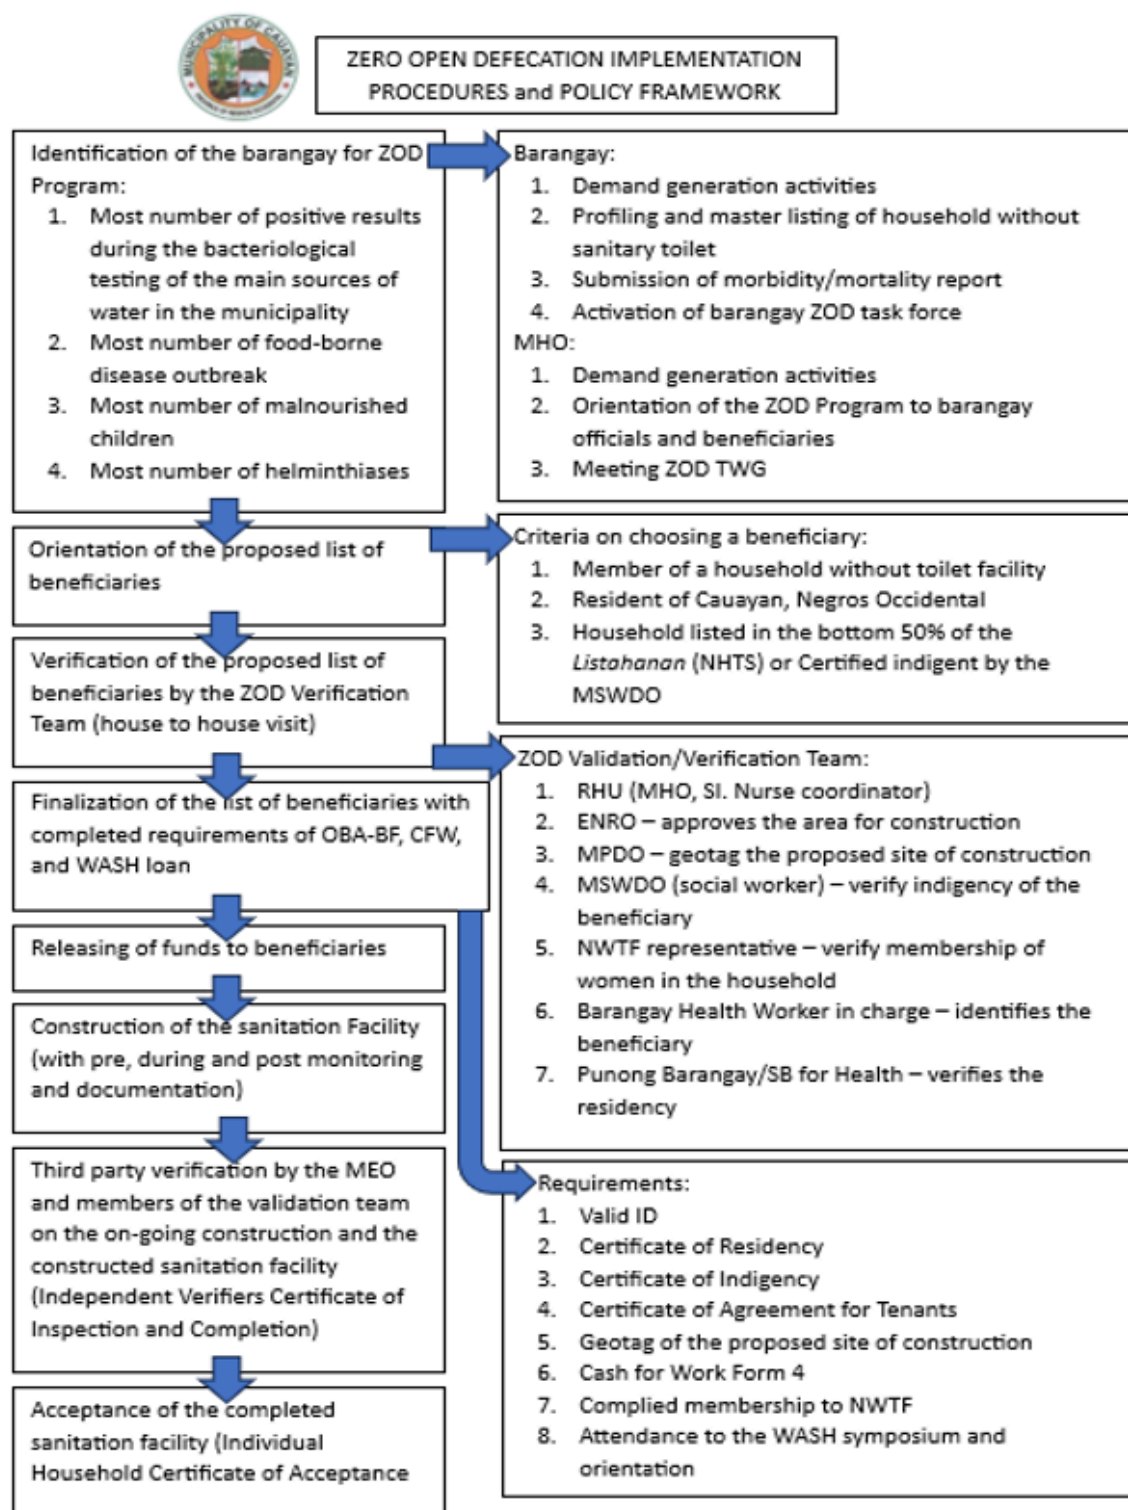 MUNICIPALITY OF CAUAYAN
PROVINCE OF NEGROS OCCIDENTAL
ZERO OPEN DEFECATION IMPLEMENTATION
PROCEDURES and POLICY FRAMEWORK
Identification of the barangay for ZOD
Program:
1. Most number of positive results
during the bacteriological
testing of the main sources of
water in the municipality
2. Most number of food-borne
disease outbreak
3. Most number of malnourished
children
4. Most number of helminthiases
Barangay:
1. Demand generation activities
2. Profiling and master listing of household without
sanitary toilet
3. Submission of morbidity/mortality report
4. Activation of barangay ZOD task force
MHO:
1. Demand generation activities
2. Orientation of the ZOD Program to barangay
officials and beneficiaries
3. Meeting ZOD TWG
Orientation of the proposed list of
beneficiaries
Criteria on choosing a beneficiary:
1. Member of a household without toilet facility
2. Resident of Cauayan, Negros Occidental
3. Household listed in the bottom 50% of the
Listahanan (NHTS) or Certified indigent by the
MSWDO
Verification of the proposed list of
beneficiaries by the ZOD Verification
Team (house to house visit)
ZOD Validation/Verification Team:
1. RHU (MHO, SI. Nurse coordinator)
2. ENRO – approves the area for construction
3. MPDO – geotag the proposed site of construction
4. MSWDO (social worker) – verify indigency of the
beneficiary
5. NWTF representative – verify membership of
women in the household
6. Barangay Health Worker in charge – identifies the
beneficiary
7. Punong Barangay/SB for Health – verifies the
residency
Finalization of the list of beneficiaries with
completed requirements of OBA-BF, CFW,
and WASH loan
Requirements:
1. Valid ID
2. Certificate of Residency
3. Certificate of Indigency
4. Certificate of Agreement for Tenants
5. Geotag of the proposed site of construction
6. Cash for Work Form 4
7. Complied membership to NWTF
8. Attendance to the WASH symposium and
orientation
Releasing of funds to beneficiaries
Construction of the sanitation Facility
(with pre, during and post monitoring
and documentation)
Third party verification by the MEO
and members of the validation team
on the on-going construction and the
constructed sanitation facility
(Independent Verifiers Certificate of
Inspection and Completion)
Acceptance of the completed
sanitation facility (Individual
Household Certificate of Acceptance